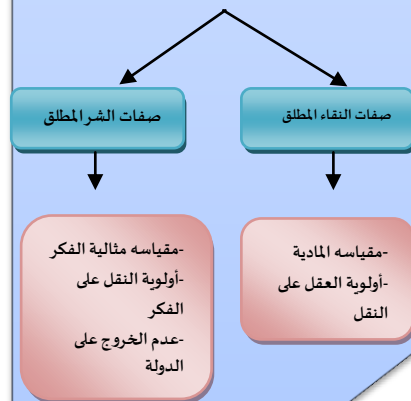 صفات النقاء المطلق
صفات الشر المطلق
-مقياسه المادية
-أولوية العقل على
النقل
-مقياسه مثالية الفكر
-أولوية النقل على
الفكر
-عدم الخروج على
الدولة